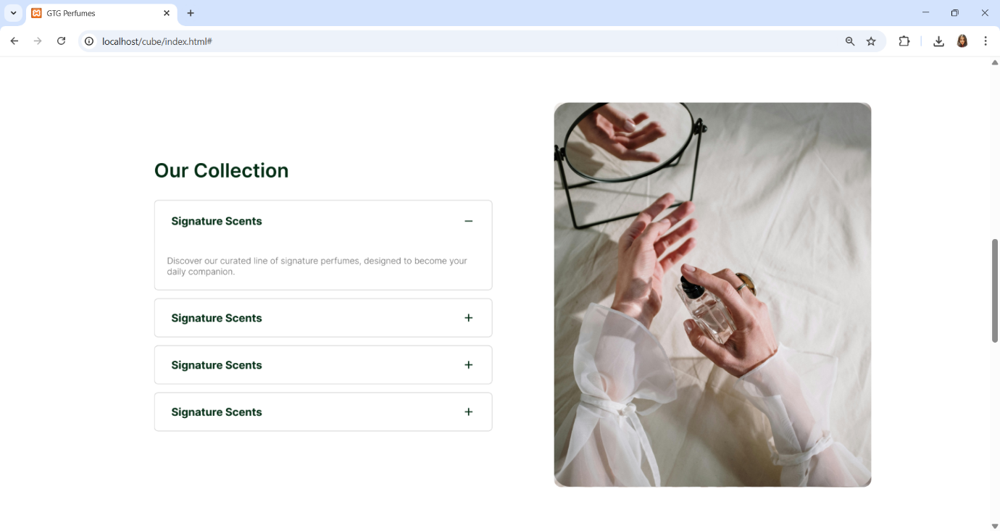 GTG Perfumes
localhost/cube/index.html#
Our Collection
Signature Scents
Discover our curated line of signature perfumes, designed to become your
daily companion.
Signature Scents
Signature Scents
Signature Scents